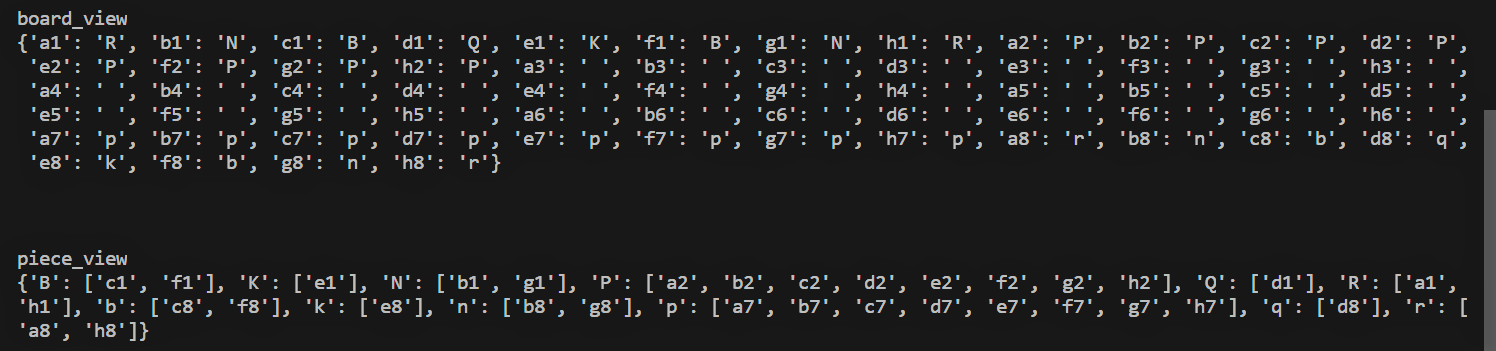 board_view
{'a1': 'R', 'b1': 'N', 'c1': 'B', 'd1': 'Q', 'e1': 'K', 'f1': 'B', 'g1': 'N', 'h1': 'R', 'a2': 'P', 'b2': 'P', 'c2': 'P', 'd2': 'P',
'e2': 'P', 'f2': 'P', 'g2': 'P', 'h2': 'P', 'a3': ' ', 'b3': ' ', 'c3': ' ', 'd3': ' ', 'e3': ' ', 'f3': ' ', 'g3': ' ', 'h3': ' ',
'a4': ' ', 'b4': ' ', 'c4': ' ', 'd4': ' ', 'e4': ' ', 'f4': ' ', 'g4': ' ', 'h4': ' ', 'a5': ' ', 'b5': ' ', 'c5': ' ', 'd5': ' ',
'e5': ' ', 'f5': ' ', 'g5': ' ', 'h5': ' ', 'a6': ' ', 'b6': ' ', 'c6': ' ', 'd6': ' ', 'e6': ' ', 'f6': ' ', 'g6': ' ', 'h6': ' ',
'a7': 'p', 'b7': 'p', 'c7': 'p', 'd7': 'p', 'e7': 'p', 'f7': 'p', 'g7': 'p', 'h7': 'p', 'a8': 'r', 'b8': 'n', 'c8': 'b', 'd8': 'q',
'e8': 'k', 'f8': 'b', 'g8': 'n', 'h8': 'r'}
piece_view
{'B': ['c1', 'f1'], 'K': ['e1'], 'N': ['b1', 'g1'], 'P': ['a2', 'b2', 'c2', 'd2', 'e2', 'f2', 'g2', 'h2'], 'Q': ['d1'], 'R': ['a1',
'h1'], 'b': ['c8', 'f8'], 'k': ['e8'], 'n': ['b8', 'g8'], 'p': ['a7', 'b7', 'c7', 'd7', 'e7', 'f7', 'g7', 'h7'], 'q': ['d8'], 'r': [
'a8', 'h8']}